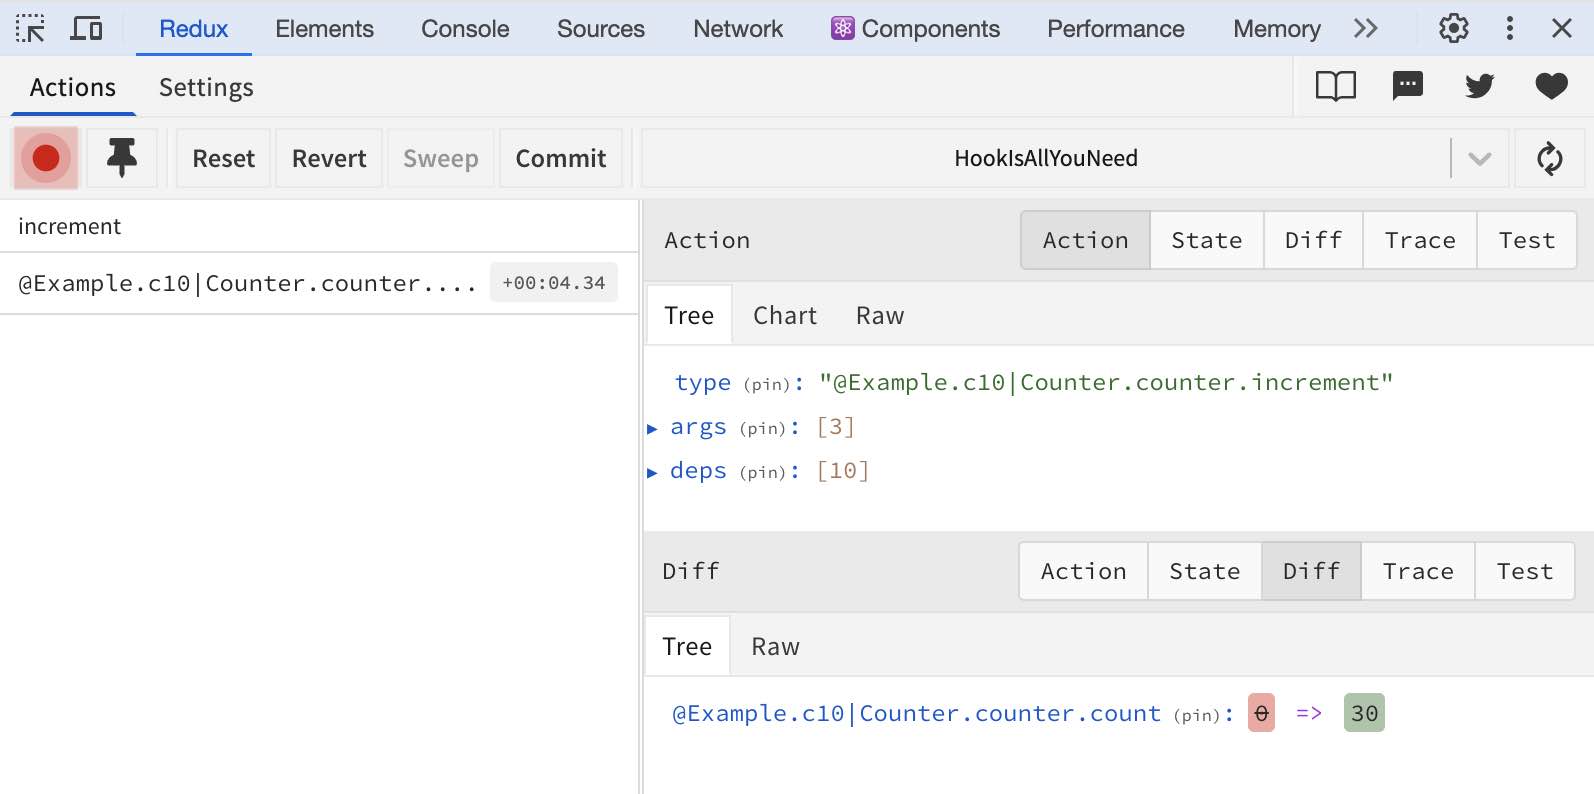 Redux Elements Console Sources Network Components Performance Memory
Actions Settings
Reset Revert Sweep Commit HookIsAllYouNeed
increment
@Example.c10|Counter.counter.... +00:04.34
Action Action State Diff Trace Test
Tree Chart Raw
type (pin): "@Example.c10|Counter.counter.increment"
args (pin): [3]
deps (pin): [10]
Diff Action State Diff Trace Test
Tree Raw
@Example.c10|Counter.counter.count (pin): 0 => 30